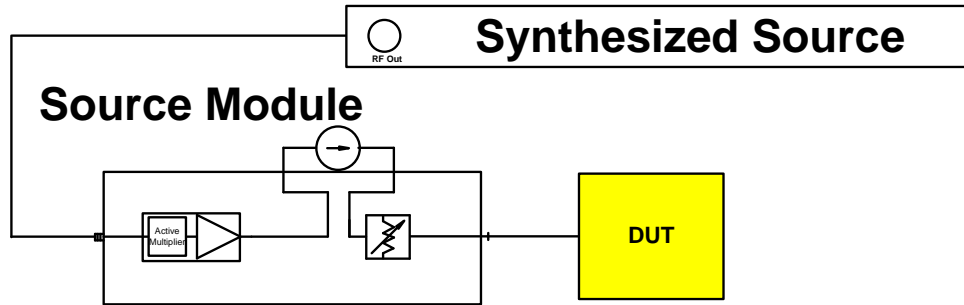 Synthesized Source
RF Out
Source Module
Active
Multiplier
DUT